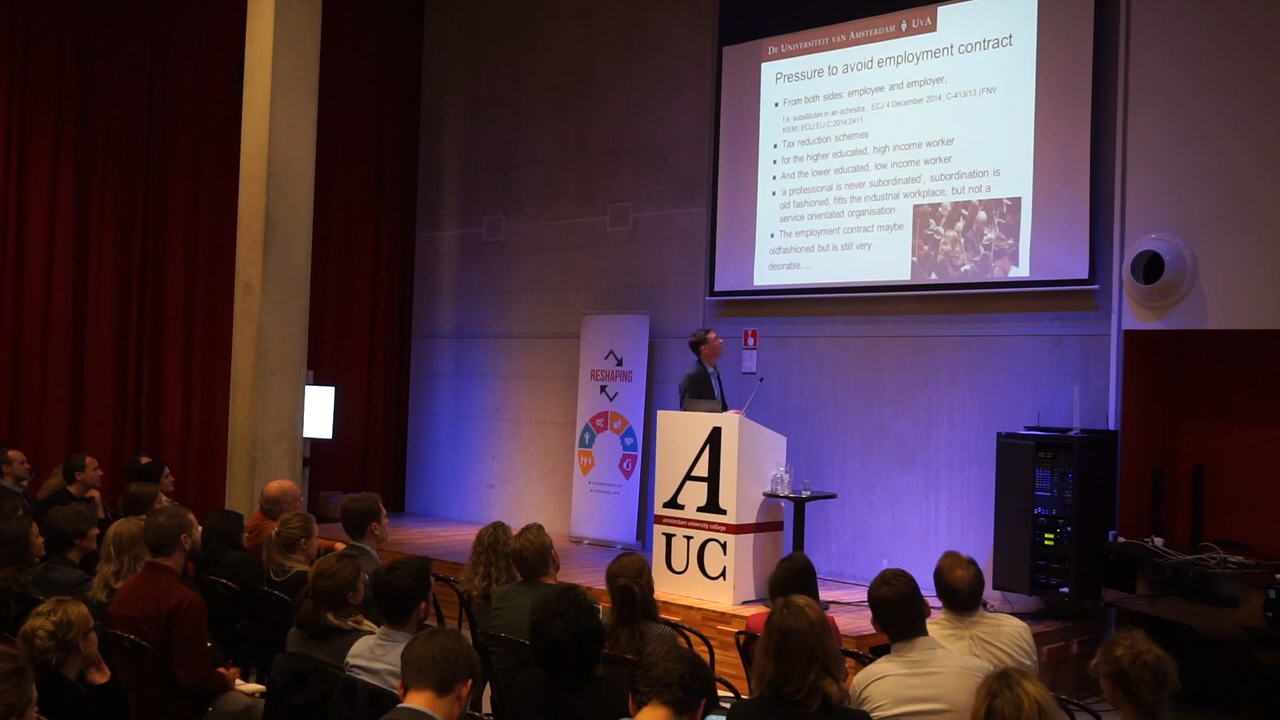 DE UNIVERSITEIT VAN AMSTERDAM UVA
Pressure to avoid employment contract
From both sides: employee and employer,
f.e. substitutes in an ochestra, ECJ 4 December 2014, C-413/13 (FNV
KIEM) ECLI:EU:C:2014:2411
Tax reduction schemes
for the higher educated, high income worker
And the lower educated, low income worker
'a professional is never subordinated', subordination is
old fashioned, fitts the industrial workplace, but not a
service orientated organisation
The employment contract maybe
oldfashioned but is still very
desirable.....
RESHAPING
A
amsterdam university college
UC